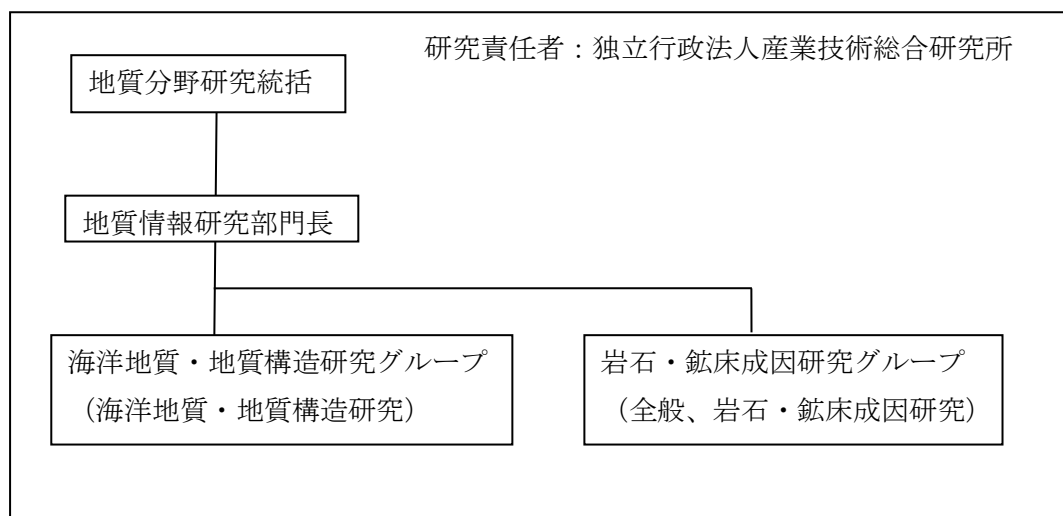 研究責任者：独立行政法人産業技術総合研究所
地質分野研究統括
地質情報研究部門長
海洋地質・地質構造研究グループ
（海洋地質・地質構造研究）
岩石・鉱床成因研究グループ
（全般、岩石・鉱床成因研究）